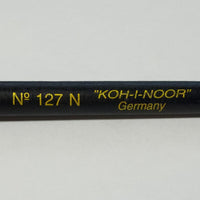 Nº 127 N "KOH-I-NOOR"
Germany